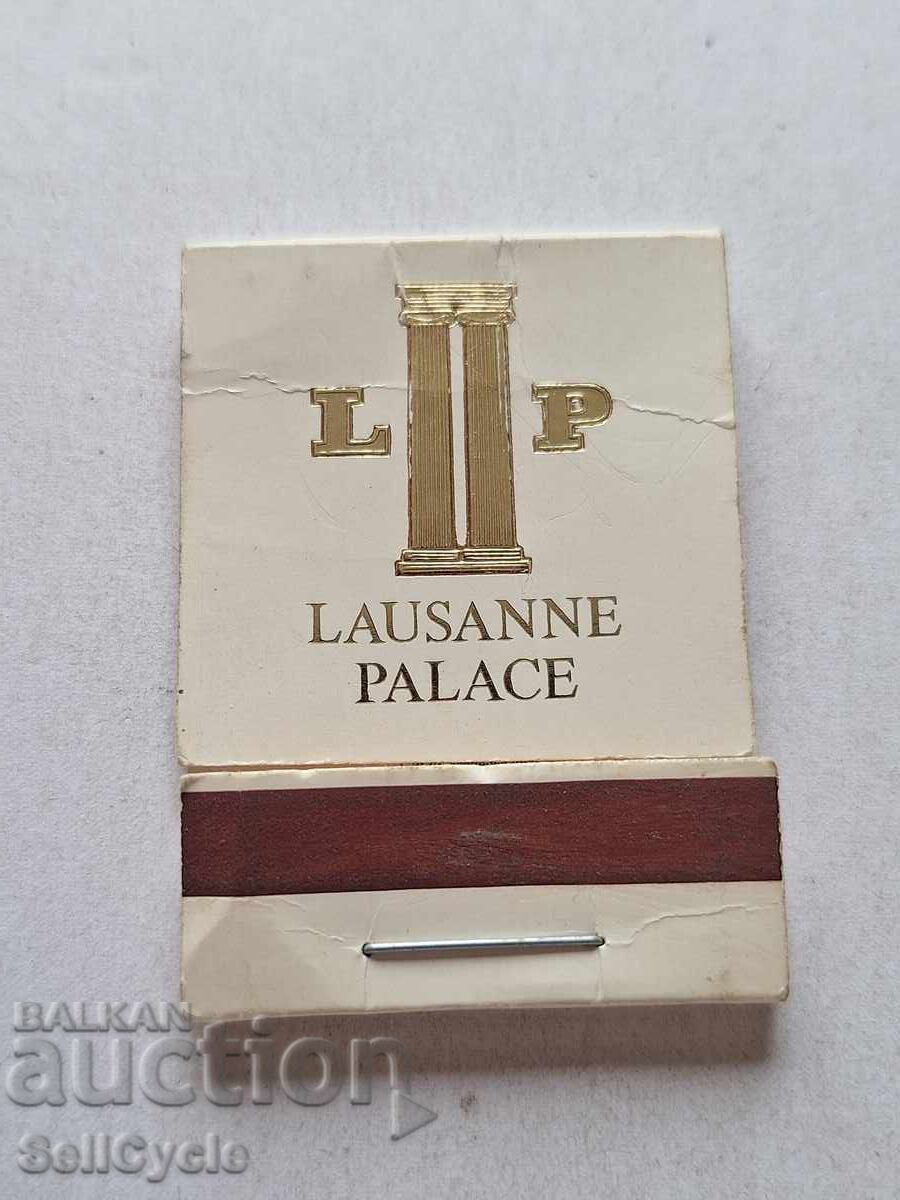 L P
LAUSANNE
PALACE
BALKAN
auction
SellCycle